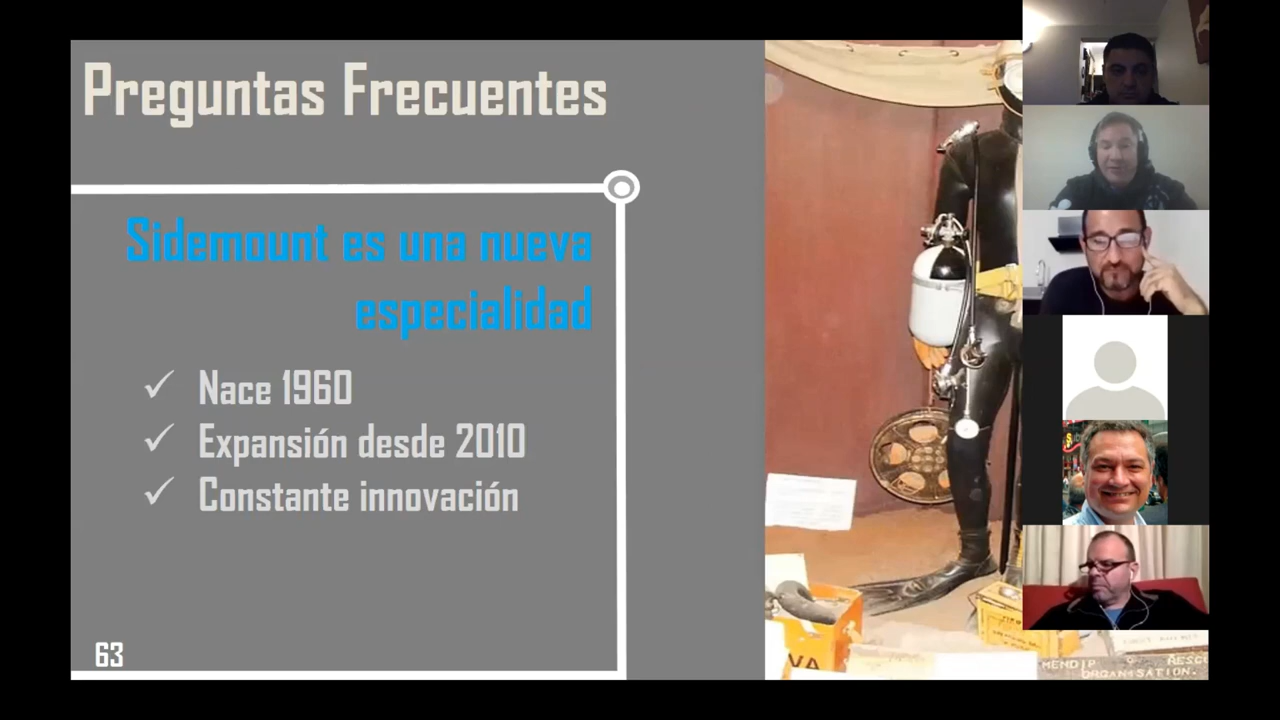 Preguntas Frecuentes
Sidemount es una nueva
especialidad
✓ Nace 1960
✓ Expansión desde 2010
✓ Constante innovación
63
MENDIP
ORGANISATION.